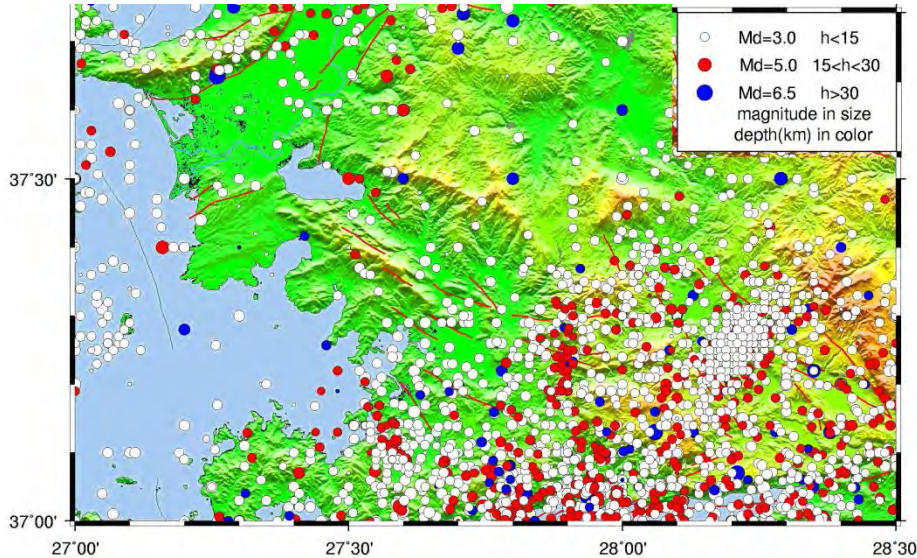 Md=3.0 h<15
Md=5.0 15<h<30
Md=6.5 h>30
magnitude in size
depth(km) in color
37°30'
37°00'
27°00' 27°30' 28°00' 28°30'